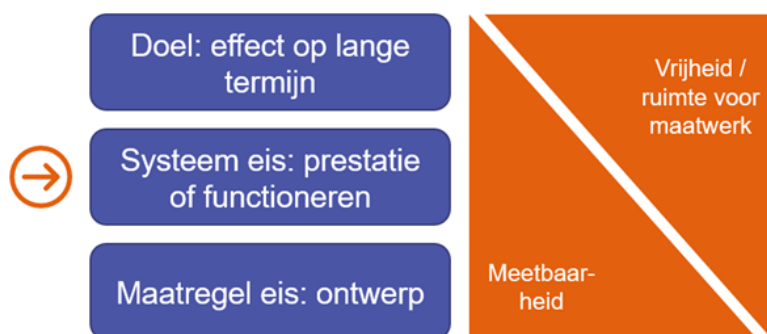 Doel: effect op lange
termijn
Systeem eis: prestatie
of functioneren
Maatregel eis: ontwerp
Vrijheid /
ruimte voor
maatwerk
Meetbaar-
heid